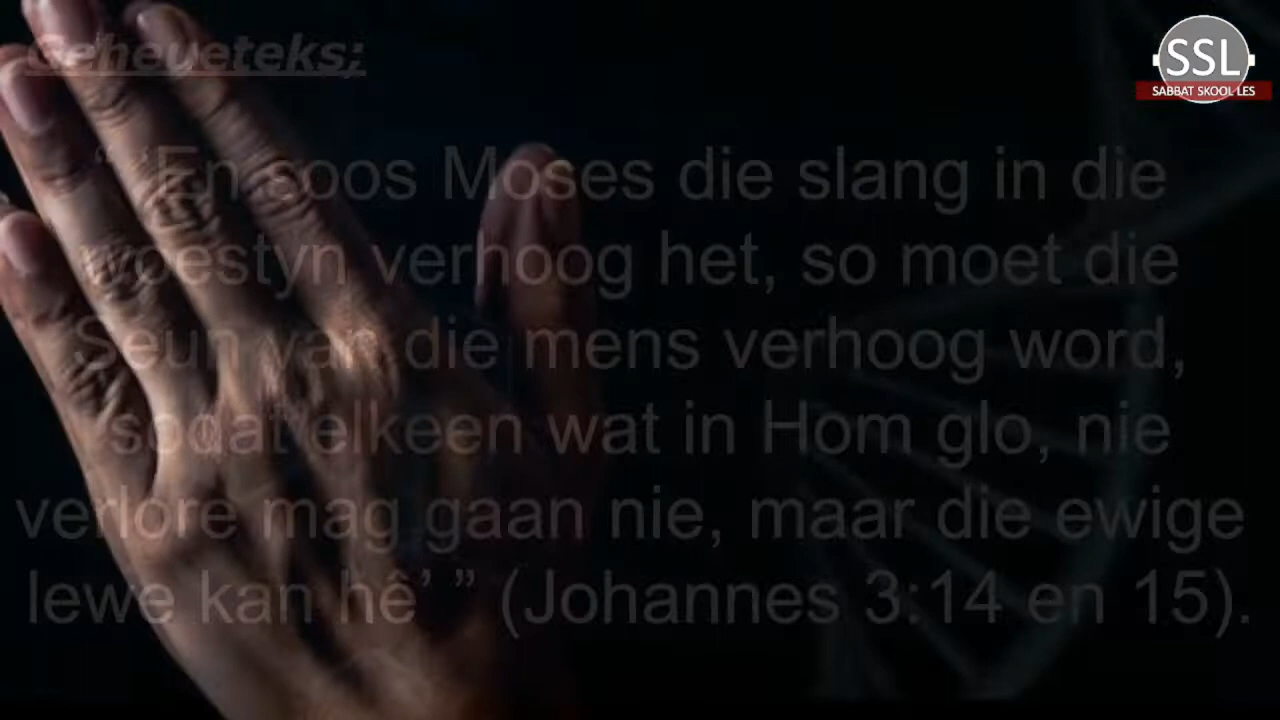 Geheueteks;
SSL
SABBAT SKOOL LES
“ ‘En soos Moses die slang in die
woestyn verhoog het, so moet die
Seun van die mens verhoog word,
sodat elkeen wat in Hom glo, nie
verlore mag gaan nie, maar die ewige
lewe kan hê’ ” (Johannes 3:14 en 15).